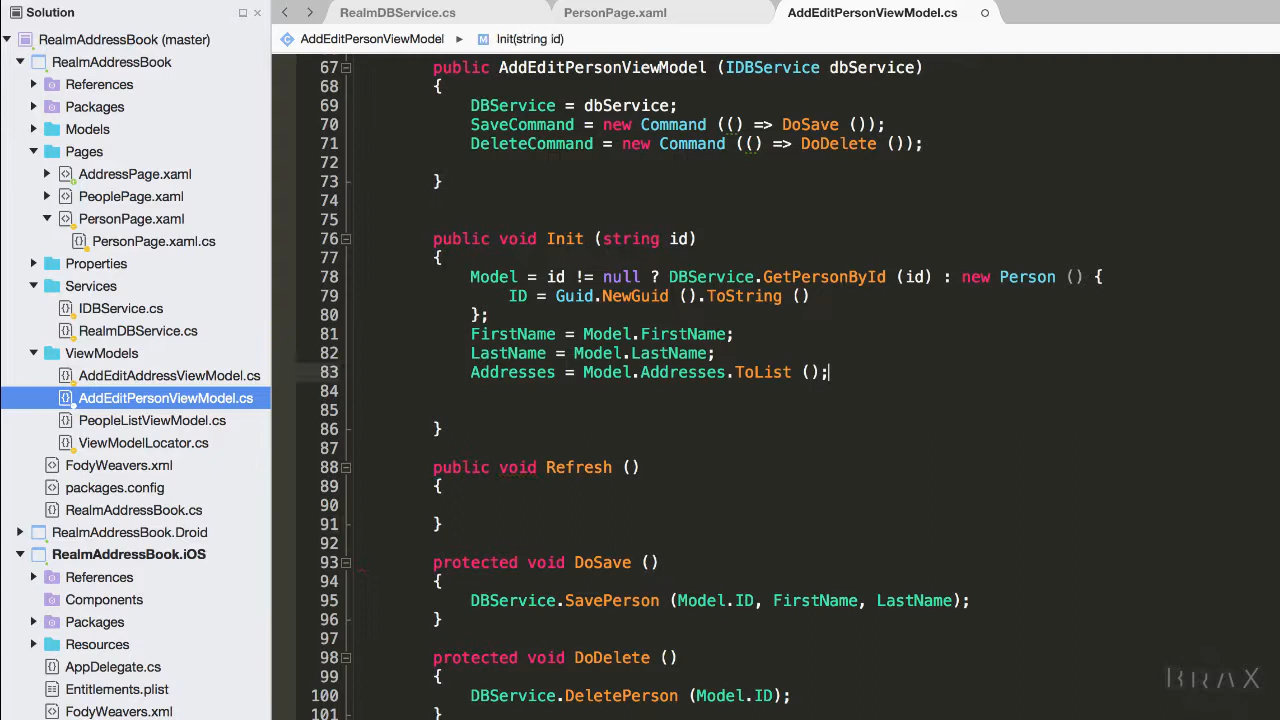 Solution
RealmDBService.cs
PersonPage.xaml
AddEditPersonViewModel.cs
RealmAddressBook (master)
AddEditPersonViewModel
Init(string id)
RealmAddressBook
References
Packages
Models
Pages
AddressPage.xaml
PeoplePage.xaml
PersonPage.xaml
PersonPage.xaml.cs
Properties
Services
IDBService.cs
RealmDBService.cs
ViewModels
AddEditAddressViewModel.cs
AddEditPersonViewModel.cs
PeopleListViewModel.cs
ViewModelLocator.cs
FodyWeavers.xml
packages.config
RealmAddressBook.cs
RealmAddressBook.Droid
RealmAddressBook.iOS
References
Components
Packages
Resources
AppDelegate.cs
Entitlements.plist
FodyWeavers.xml
67 public AddEditPersonViewModel (IDBService dbService)
68 {
69 DBService = dbService;
70 SaveCommand = new Command (() => DoSave ());
71 DeleteCommand = new Command (() => DoDelete ());
72
73 }
74
75
76 public void Init (string id)
77 {
78 Model = id != null ? DBService.GetPersonById (id) : new Person () {
79 ID = Guid.NewGuid ().ToString ()
80 };
81 FirstName = Model.FirstName;
82 LastName = Model.LastName;
83 Addresses = Model.Addresses.ToList ();
84
85
86 }
87
88 public void Refresh ()
89 {
90
91 }
92
93 protected void DoSave ()
94 {
95 DBService.SavePerson (Model.ID, FirstName, LastName);
96 }
97
98 protected void DoDelete ()
99 {
100 DBService.DeletePerson (Model.ID);
101 }
BRAX